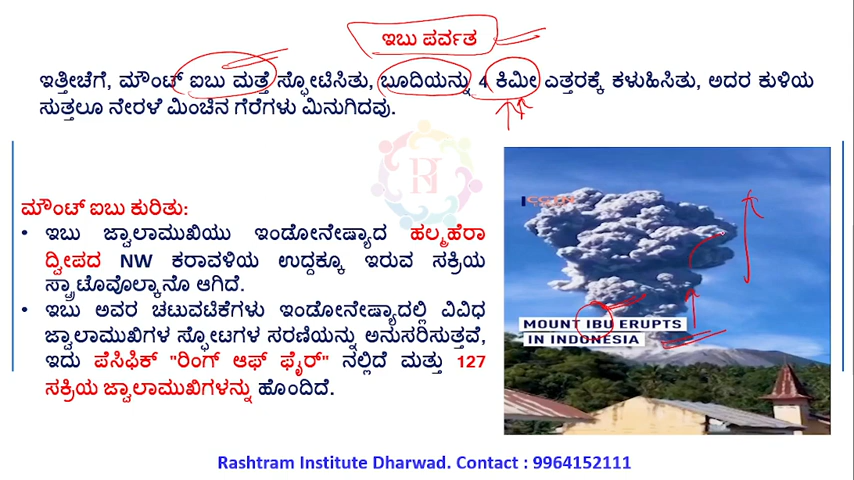 ಇಬು ಪರ್ವತ
ಇತ್ತೀಚೆಗೆ, ಮೌಂಟ್ ಐಬು ಮತ್ತೆ ಸ್ಫೋಟಿಸಿತು, ಬೂದಿಯನ್ನು 4 ಕಿಮೀ ಎತ್ತರಕ್ಕೆ ಕಳುಹಿಸಿತು, ಅದರ ಕುಳಿಯ
ಸುತ್ತಲೂ ನೇರಳೆ ಮಿಂಚಿನ ಗೆರೆಗಳು ಮಿನುಗಿದವು.
ಮೌಂಟ್ ಐಬು ಕುರಿತು:
• ಇಬು ಜ್ವಾಲಾಮುಖಿಯು ಇಂಡೋನೇಷ್ಯಾದ ಹಲ್ಮಹೆರಾ
ದ್ವೀಪದ NW ಕರಾವಳಿಯ ಉದ್ದಕ್ಕೂ ಇರುವ ಸಕ್ರಿಯ
ಸ್ಟ್ರಾಟೊವೊಲ್ಕಾನೊ ಆಗಿದೆ.
• ಇಬು ಅವರ ಚಟುವಟಿಕೆಗಳು ಇಂಡೋನೇಷ್ಯಾದಲ್ಲಿ ವಿವಿಧ
ಜ್ವಾಲಾಮುಖಿಗಳ ಸ್ಫೋಟಗಳ ಸರಣಿಯನ್ನು ಅನುಸರಿಸುತ್ತವೆ,
ಇದು ಪೆಸಿಫಿಕ್ "ರಿಂಗ್ ಆಫ್ ಫೈರ್" ನಲ್ಲಿದೆ ಮತ್ತು 127
ಸಕ್ರಿಯ ಜ್ವಾಲಾಮುಖಿಗಳನ್ನು ಹೊಂದಿದೆ.
MOUNT IBU ERUPTS
IN INDONESIA
Rashtram Institute Dharwad. Contact : 9964152111